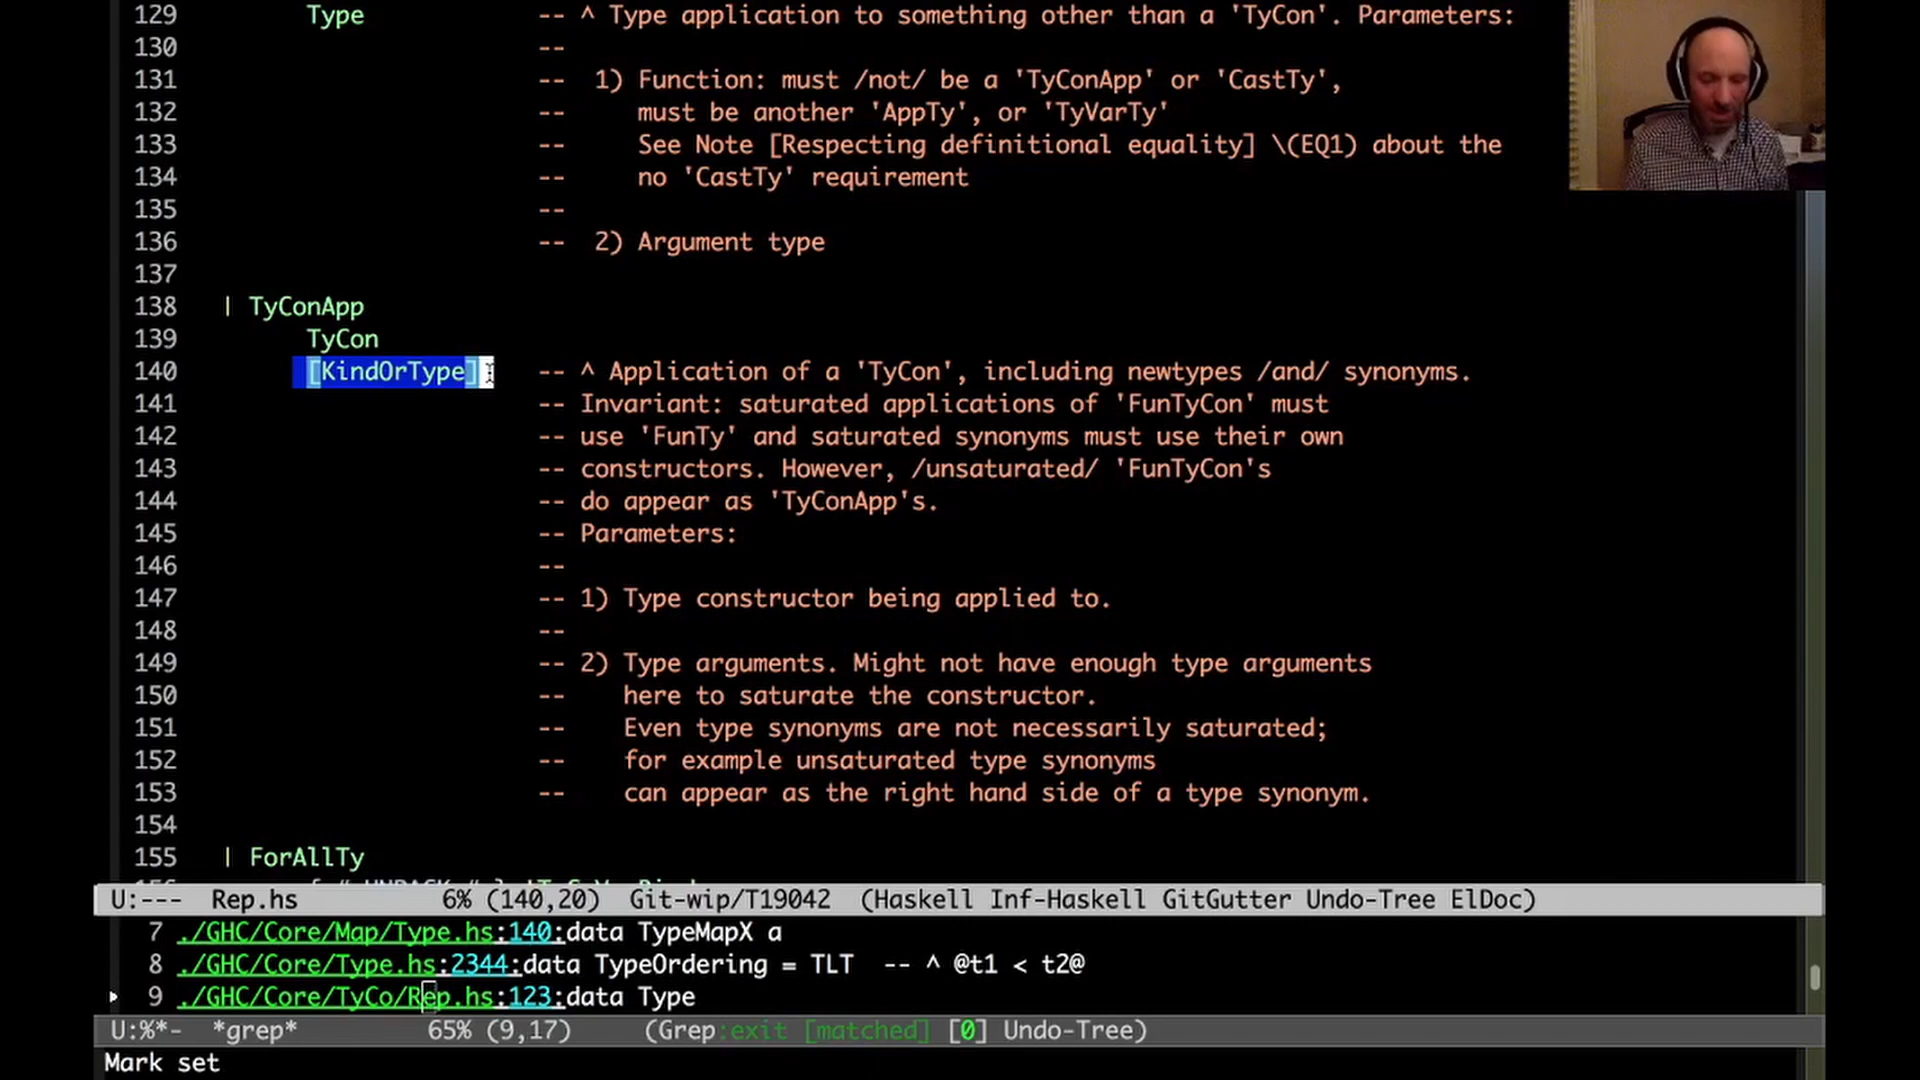 129         Type            -- ^ Type application to something other than a 'TyCon'. Parameters:
130                         --
131                         --  1) Function: must /not/ be a 'TyConApp' or 'CastTy',
132                         --     must be another 'AppTy', or 'TyVarTy'
133                         --     See Note [Respecting definitional equality] \(EQ1) about the
134                         --     no 'CastTy' requirement
135                         --
136                         --  2) Argument type
137
138   | TyConApp
139         TyCon
140         [KindOrType]    -- ^ Application of a 'TyCon', including newtypes /and/ synonyms.
141                         -- Invariant: saturated applications of 'FunTyCon' must
142                         -- use 'FunTy' and saturated synonyms must use their own
143                         -- constructors. However, /unsaturated/ 'FunTyCon's
144                         -- do appear as 'TyConApp's.
145                         -- Parameters:
146                         --
147                         -- 1) Type constructor being applied to.
148                         --
149                         -- 2) Type arguments. Might not have enough type arguments
150                         --    here to saturate the constructor.
151                         --    Even type synonyms are not necessarily saturated;
152                         --    for example unsaturated type synonyms
153                         --    can appear as the right hand side of a type synonym.
154
155   | ForAllTy
U:---  Rep.hs          6% (140,20)  Git-wip/T19042  (Haskell Inf-Haskell GitGutter Undo-Tree ElDoc)
7 ./GHC/Core/Map/Type.hs:140:data TypeMapX a
8 ./GHC/Core/Type.hs:2344:data TypeOrdering = TLT  -- ^ @t1 < t2@
9 ./GHC/Core/TyCo/Rep.hs:123:data Type
U:%*-  *grep*          65% (9,17)     (Grep:exit [matched] [0] Undo-Tree)
Mark set